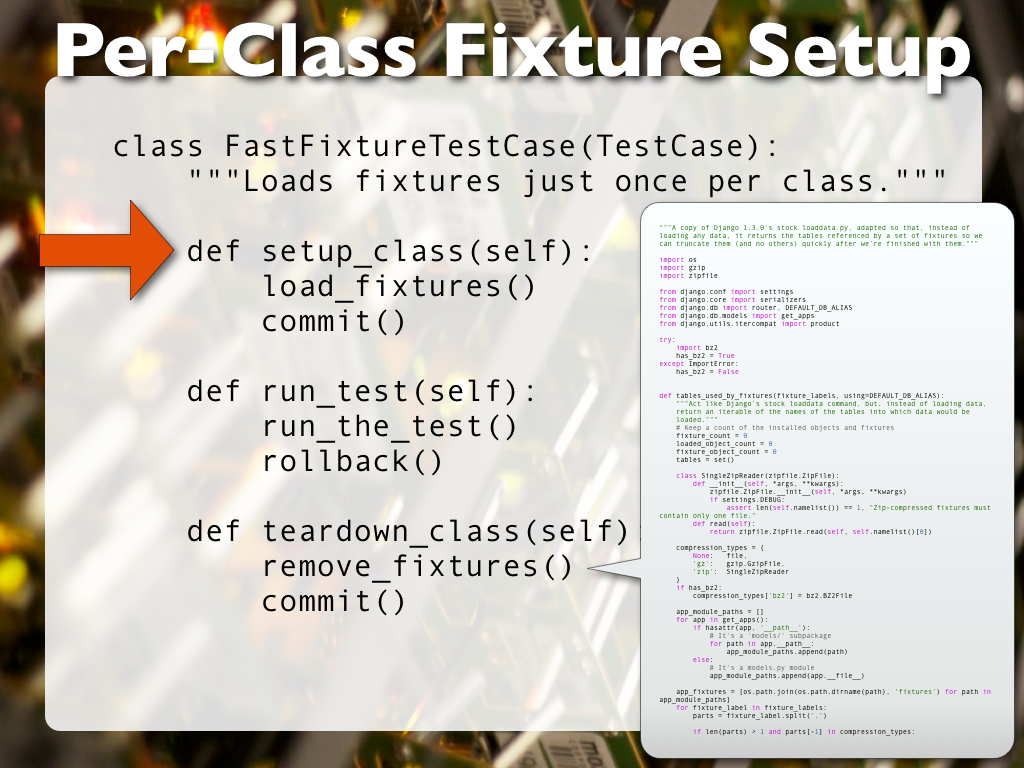 Per-Class Fixture Setup
class FastFixtureTestCase(TestCase):
    """Loads fixtures just once per class."""
    def setup_class(self):
        load_fixtures()
        commit()
    def run_test(self):
        run_the_test()
        rollback()
    def teardown_class(self):
        remove_fixtures()
        commit()
"""A copy of Django 1.3.0's stock loaddata.py, adapted so that, instead of
loading any data, it returns the tables referenced by a set of fixtures so we
can truncate them (and no others) quickly after we're finished with them."""
import os
import gzip
import zipfile
from django.conf import settings
from django.core import serializers
from django.db import router, DEFAULT_DB_ALIAS
from django.db.models import get_apps
from django.utils.itercompat import product
try:
    import bz2
    has_bz2 = True
except ImportError:
    has_bz2 = False
def tables_used_by_fixtures(fixture_labels, using=DEFAULT_DB_ALIAS):
    """Act like Django's stock loaddata command, but, instead of loading data,
    return an iterable of the names of the tables into which data would be
    loaded."""
    # Keep a count of the installed objects and fixtures
    fixture_count = 0
    loaded_object_count = 0
    fixture_object_count = 0
    tables = set()
    class SingleZipReader(zipfile.ZipFile):
        def __init__(self, *args, **kwargs):
            zipfile.ZipFile.__init__(self, *args, **kwargs)
            if settings.DEBUG:
                assert len(self.namelist()) == 1, "Zip-compressed fixtures must
contain only one file."
        def read(self):
            return zipfile.ZipFile.read(self, self.namelist()[0])
    compression_types = {
        None:   file,
        'gz':   gzip.GzipFile,
        'zip':  SingleZipReader
    }
    if has_bz2:
        compression_types['bz2'] = bz2.BZ2File
    app_module_paths = []
    for app in get_apps():
        if hasattr(app, '__path__'):
            # It's a 'models/' subpackage
            for path in app.__path__:
                app_module_paths.append(path)
        else:
            # It's a models.py module
            app_module_paths.append(app.__file__)
    app_fixtures = [os.path.join(os.path.dirname(path), 'fixtures') for path in
app_module_paths]
    for fixture_label in fixture_labels:
        parts = fixture_label.split('.')
        if len(parts) > 1 and parts[-1] in compression_types: